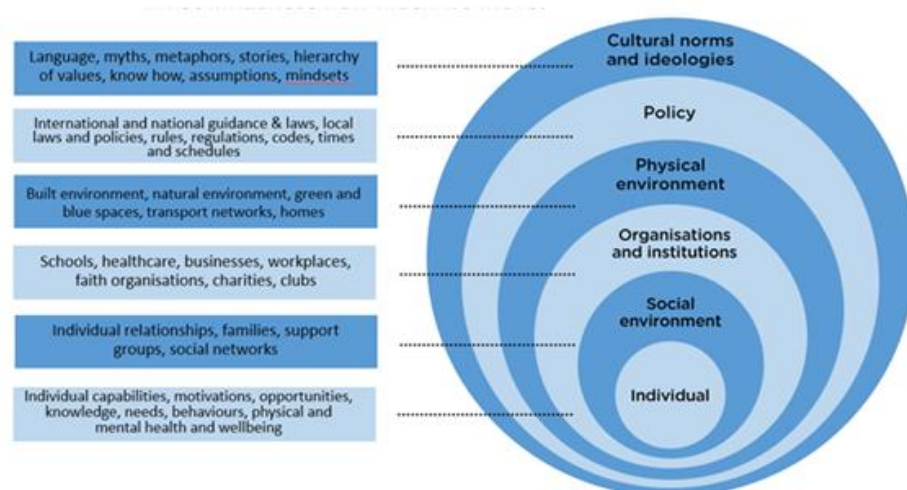 Language, myths, metaphors, stories, hierarchy
of values, know how, assumptions, mindsets
International and national guidance & laws, local
laws and policies, rules, regulations, codes, times
and schedules
Built environment, natural environment, green and
blue spaces, transport networks, homes
Schools, healthcare, businesses, workplaces,
faith organisations, charities, clubs
Individual relationships, families, support
groups, social networks
Individual capabilities, motivations, opportunities,
knowledge, needs, behaviours, physical and
mental health and wellbeing
Cultural norms
and ideologies
Policy
Physical
environment
Organisations
and institutions
Social
environment
Individual